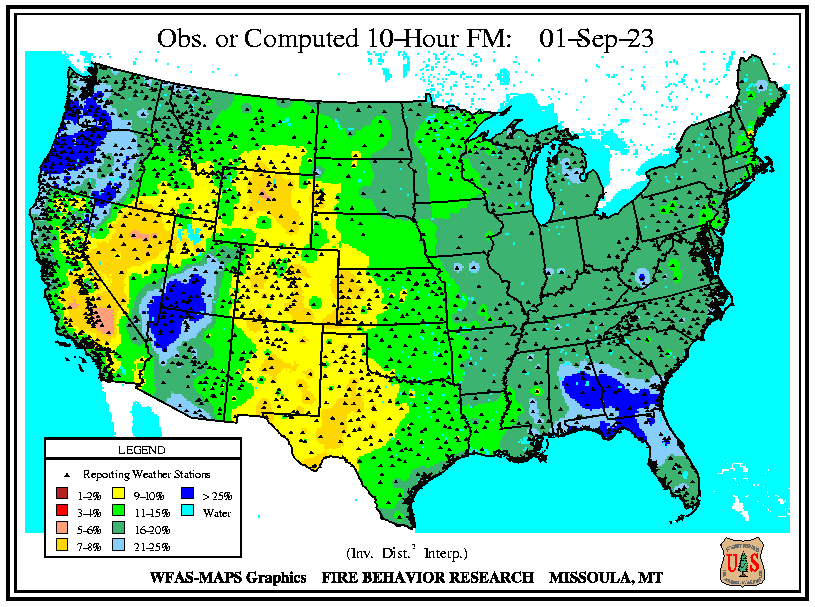 Obs. or Computed 10-Hour FM: 01-Sep-23
LEGEND
Reporting Weather Stations
1-2% 9-10% > 25%
3-4% 11-15% Water
5-6% 16-20%
7-8% 21-25%
(Inv. Dist.² Interp.)
WFAS-MAPS Graphics FIRE BEHAVIOR RESEARCH MISSOULA, MT
U S